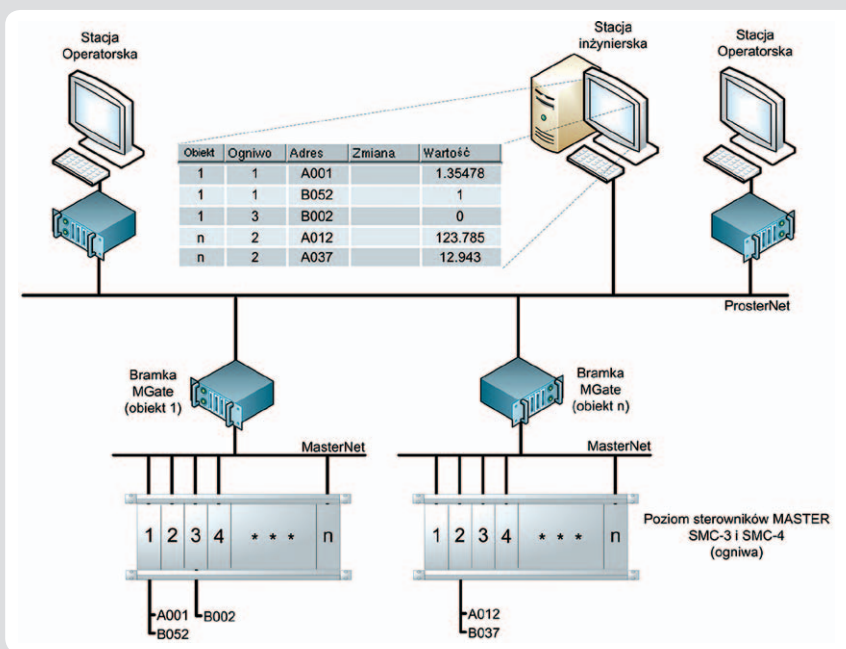 Stacja
Operatorska
Stacja
inżynierska
Stacja
Operatorska
Obiekt Ogniwo Adres Zmiana Wartość
1 1 A001 1.35478
1 1 B052 1
1 3 B002 0
n 2 A012 123.785
n 2 A037 12.943
ProsterNet
Bramka
MGate
(obiekt 1)
Bramka
MGate
(obiekt n)
MasterNet
MasterNet
1 2 3 4 * * * n
1 2 3 4 * * * n
Poziom sterowników MASTER
SMC-3 i SMC-4
(ogniwa)
A001
B052
B002
A012
B037